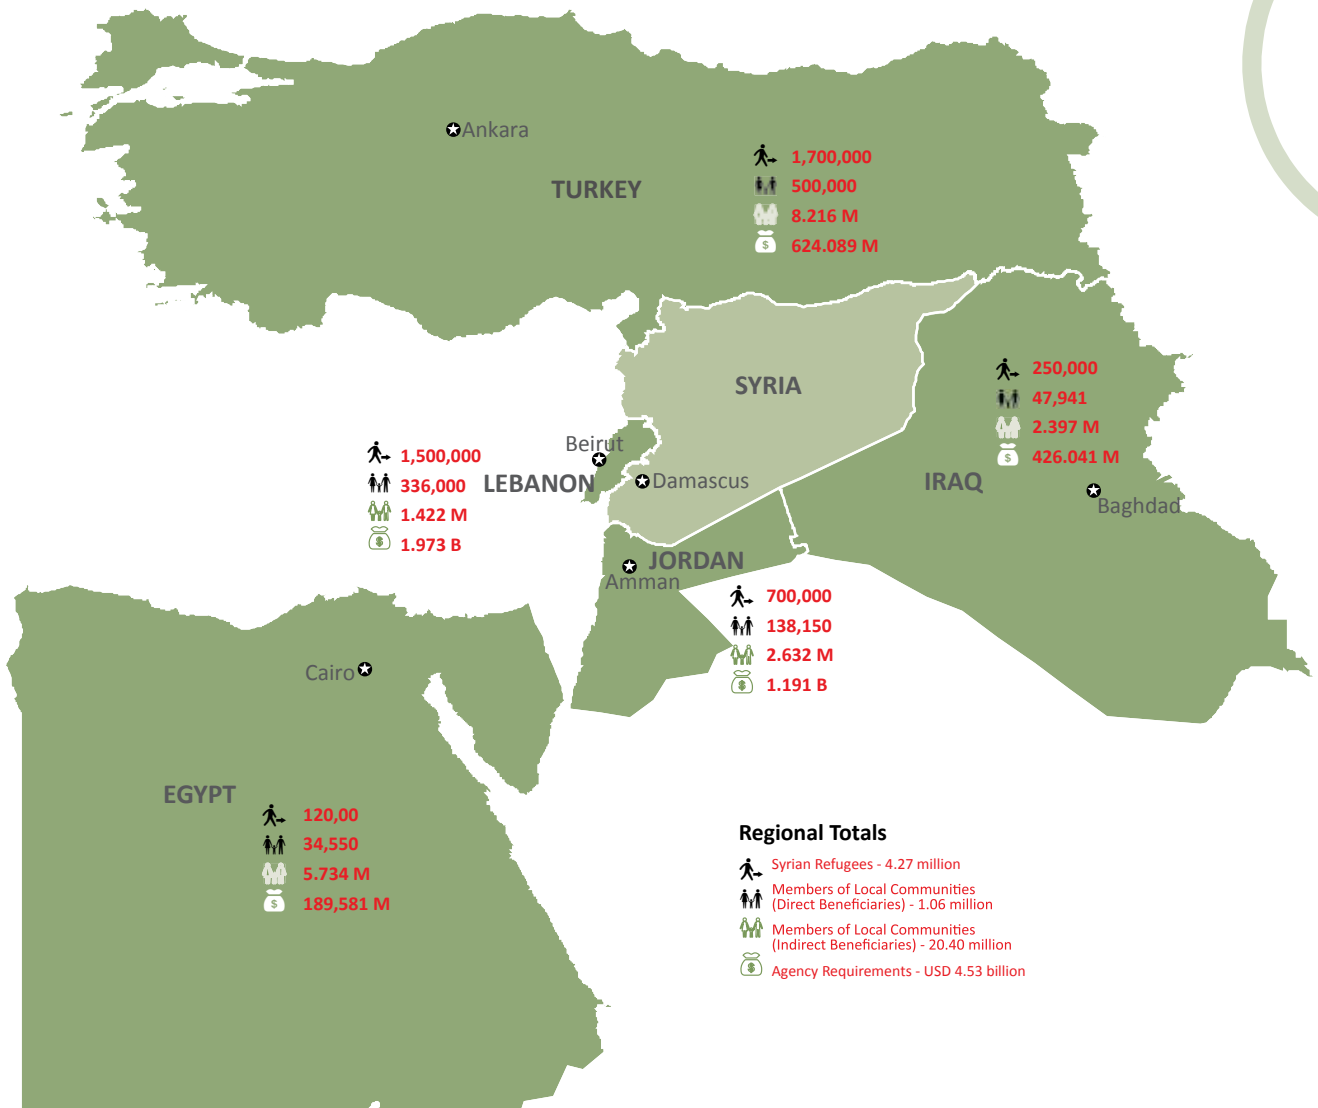 Ankara
TURKEY
1,700,000
500,000
8.216 M
624.089 M
SYRIA
250,000
47,941
2.397 M
426.041 M
IRAQ
Baghdad
Beirut
LEBANON
1,500,000
336,000
1.422 M
1.973 B
Damascus
JORDAN
Amman
700,000
138,150
2.632 M
1.191 B
Cairo
EGYPT
120,00
34,550
5.734 M
189,581 M
Regional Totals
Syrian Refugees - 4.27 million
Members of Local Communities
(Direct Beneficiaries) - 1.06 million
Members of Local Communities
(Indirect Beneficiaries) - 20.40 million
Agency Requirements - USD 4.53 billion